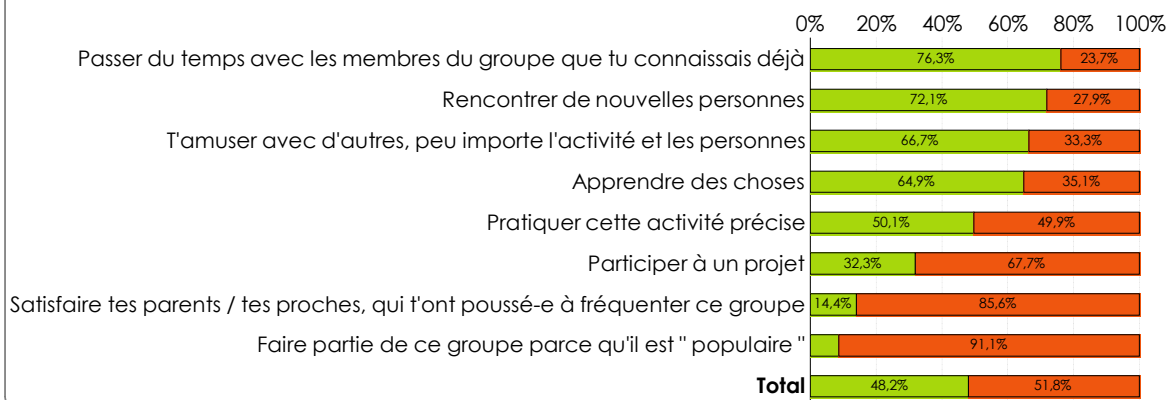 0% 20% 40% 60% 80% 100%
Passer du temps avec les membres du groupe que tu connaissais déjà 76,3% 23,7%
Rencontrer de nouvelles personnes 72,1% 27,9%
T'amuser avec d'autres, peu importe l'activité et les personnes 66,7% 33,3%
Apprendre des choses 64,9% 35,1%
Pratiquer cette activité précise 50,1% 49,9%
Participer à un projet 32,3% 67,7%
Satisfaire tes parents / tes proches, qui t'ont poussé-e à fréquenter ce groupe 14,4% 85,6%
Faire partie de ce groupe parce qu'il est " populaire " 91,1%
Total 48,2% 51,8%